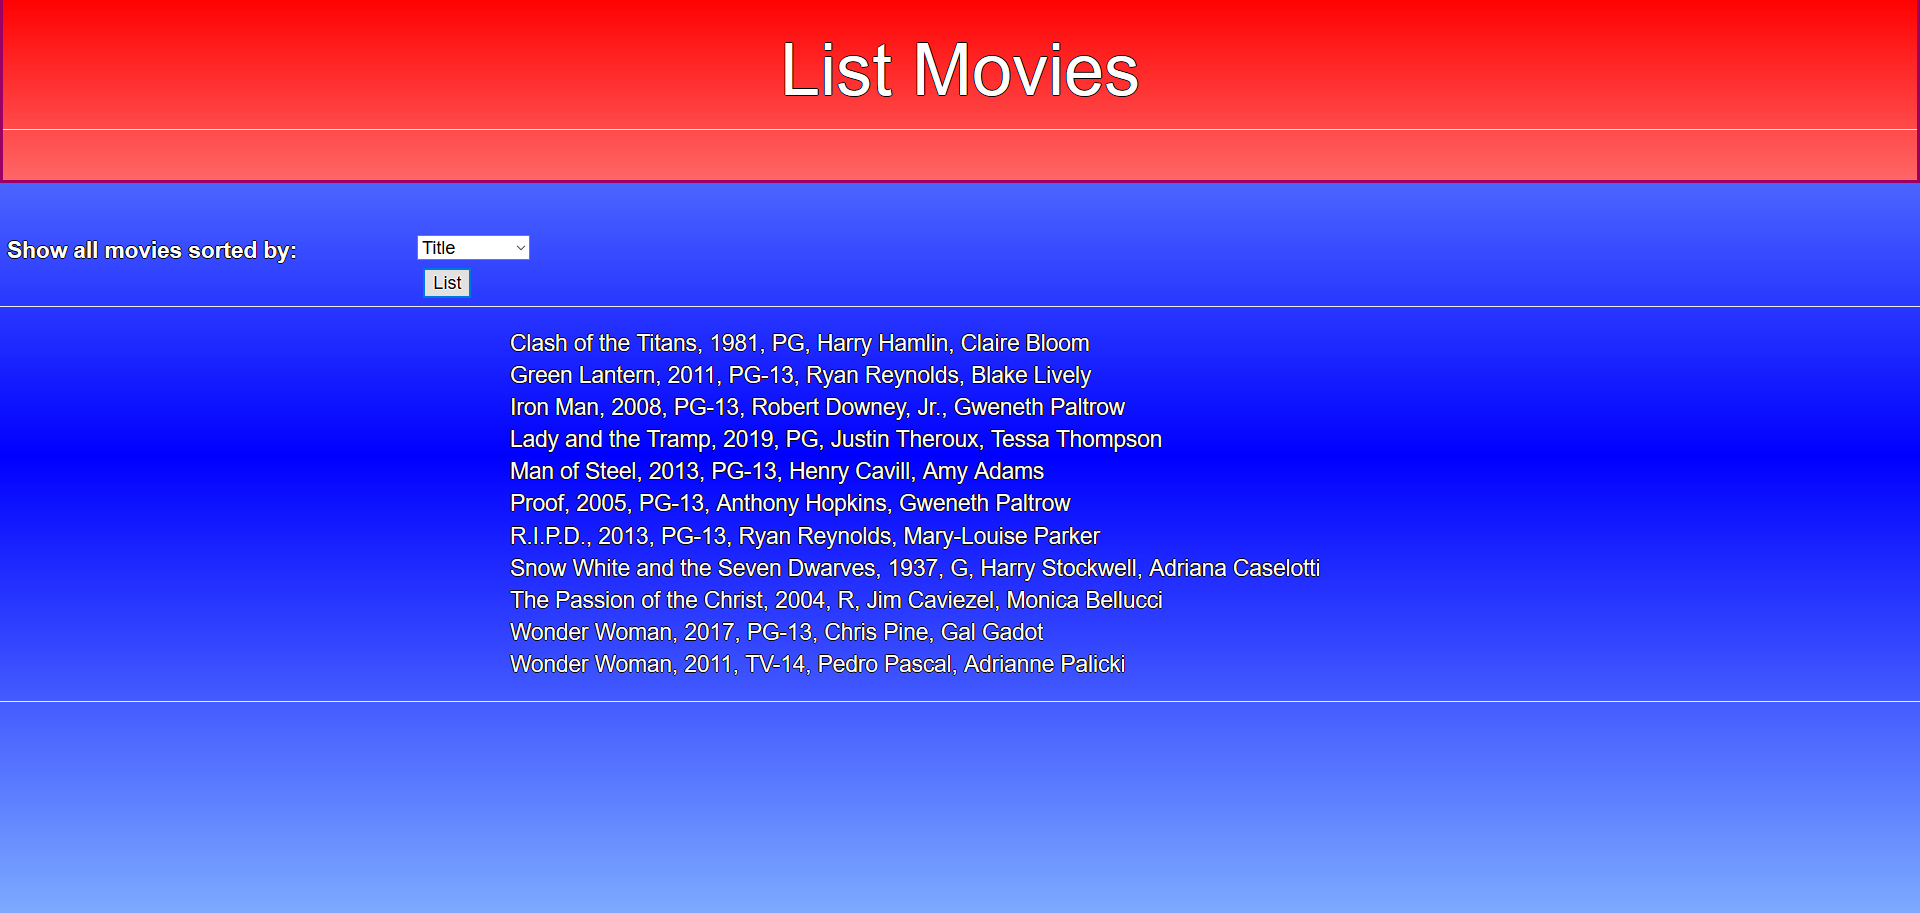 List Movies
Show all movies sorted by:
Title
List
Clash of the Titans, 1981, PG, Harry Hamlin, Claire Bloom
Green Lantern, 2011, PG-13, Ryan Reynolds, Blake Lively
Iron Man, 2008, PG-13, Robert Downey, Jr., Gweneth Paltrow
Lady and the Tramp, 2019, PG, Justin Theroux, Tessa Thompson
Man of Steel, 2013, PG-13, Henry Cavill, Amy Adams
Proof, 2005, PG-13, Anthony Hopkins, Gweneth Paltrow
R.I.P.D., 2013, PG-13, Ryan Reynolds, Mary-Louise Parker
Snow White and the Seven Dwarves, 1937, G, Harry Stockwell, Adriana Caselotti
The Passion of the Christ, 2004, R, Jim Caviezel, Monica Bellucci
Wonder Woman, 2017, PG-13, Chris Pine, Gal Gadot
Wonder Woman, 2011, TV-14, Pedro Pascal, Adrianne Palicki